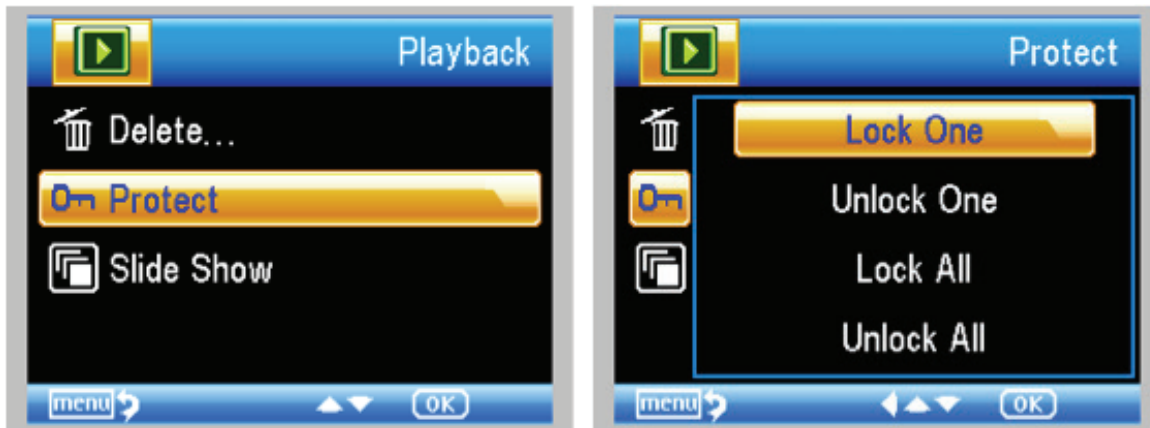 Playback
Delete...
Protect
Slide Show
menu OK
Protect
Lock One
Unlock One
Lock All
Unlock All
menu OK